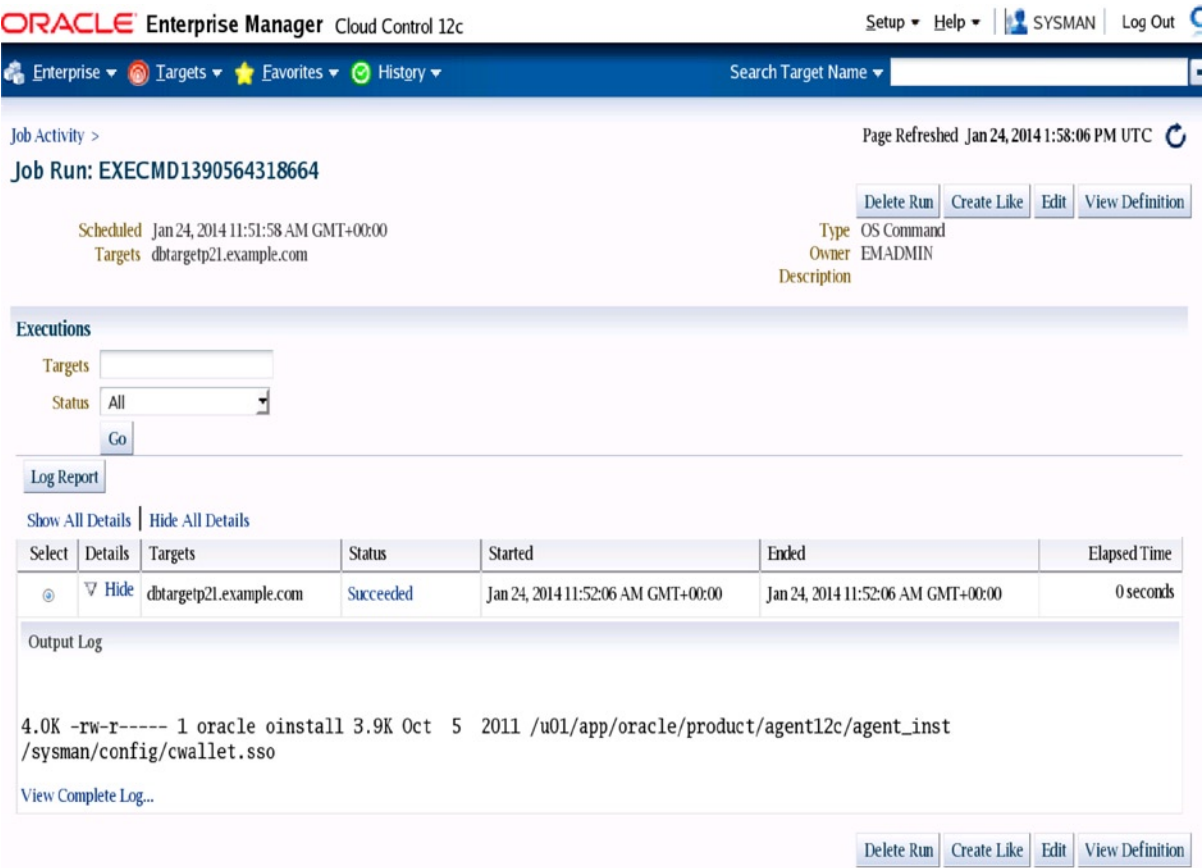 ORACLE Enterprise Manager Cloud Control 12c
Setup Help SYSMAN Log Out
Enterprise Targets Favorites History Search Target Name
Job Activity >
Page Refreshed Jan 24, 2014 1:58:06 PM UTC
Job Run: EXECMD1390564318664
Delete Run Create Like Edit View Definition
Scheduled Jan 24, 2014 11:51:58 AM GMT+00:00
Targets dbtargetp21.example.com
Type OS Command
Owner EMADMIN
Description
Executions
Targets
Status All
Go
Log Report
Show All Details | Hide All Details
Select Details Targets Status Started Ended Elapsed Time
Hide dbtargetp21.example.com Succeeded Jan 24, 2014 11:52:06 AM GMT+00:00 Jan 24, 2014 11:52:06 AM GMT+00:00 0 seconds
Output Log
4.0K -rw-r----- 1 oracle oinstall 3.9K Oct  5  2011 /u01/app/oracle/product/agent12c/agent_inst
/sysman/config/cwallet.sso
View Complete Log...
Delete Run Create Like Edit View Definition